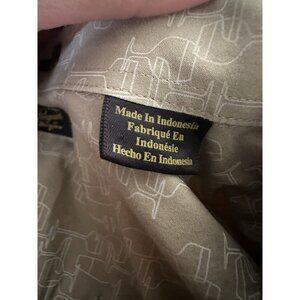 Made In Indonesia
Fabriqué En
Indonésie
Hecho En Indonesia